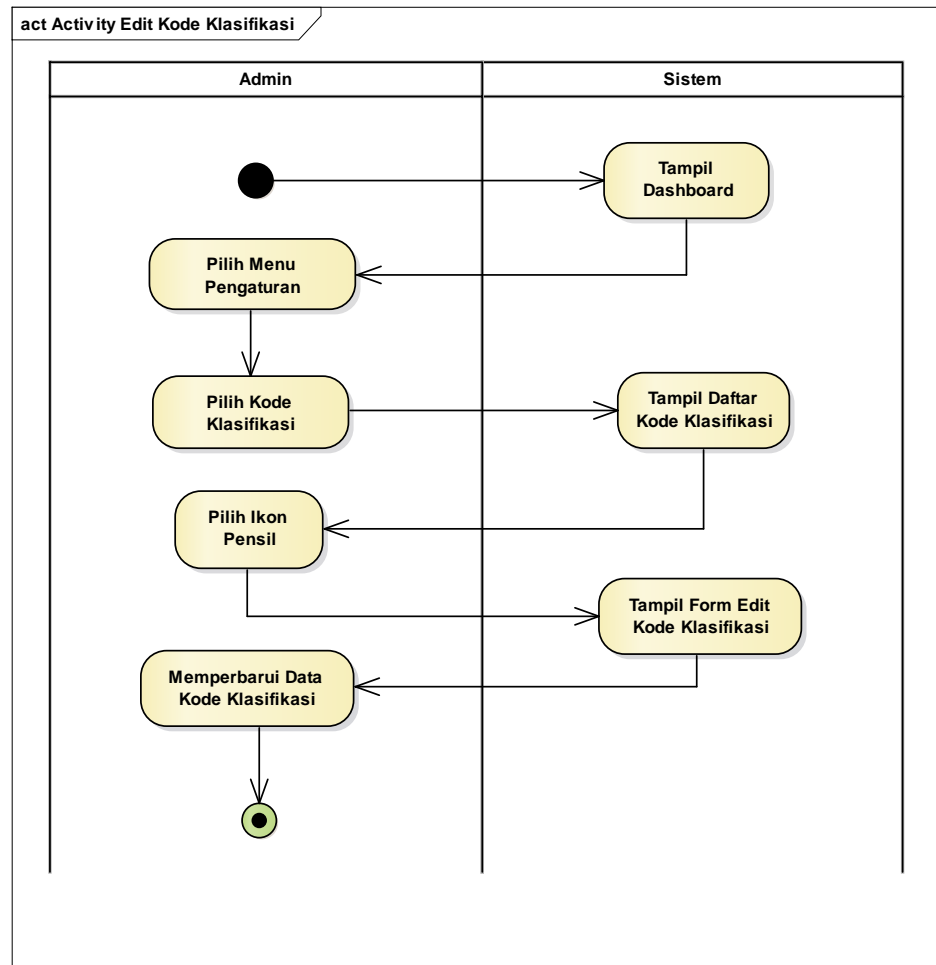 act Activity Edit Kode Klasifikasi
Admin
Sistem
Tampil
Dashboard
Pilih Menu
Pengaturan
Pilih Kode
Klasifikasi
Tampil Daftar
Kode Klasifikasi
Pilih Ikon
Pensil
Tampil Form Edit
Kode Klasifikasi
Memperbarui Data
Kode Klasifikasi